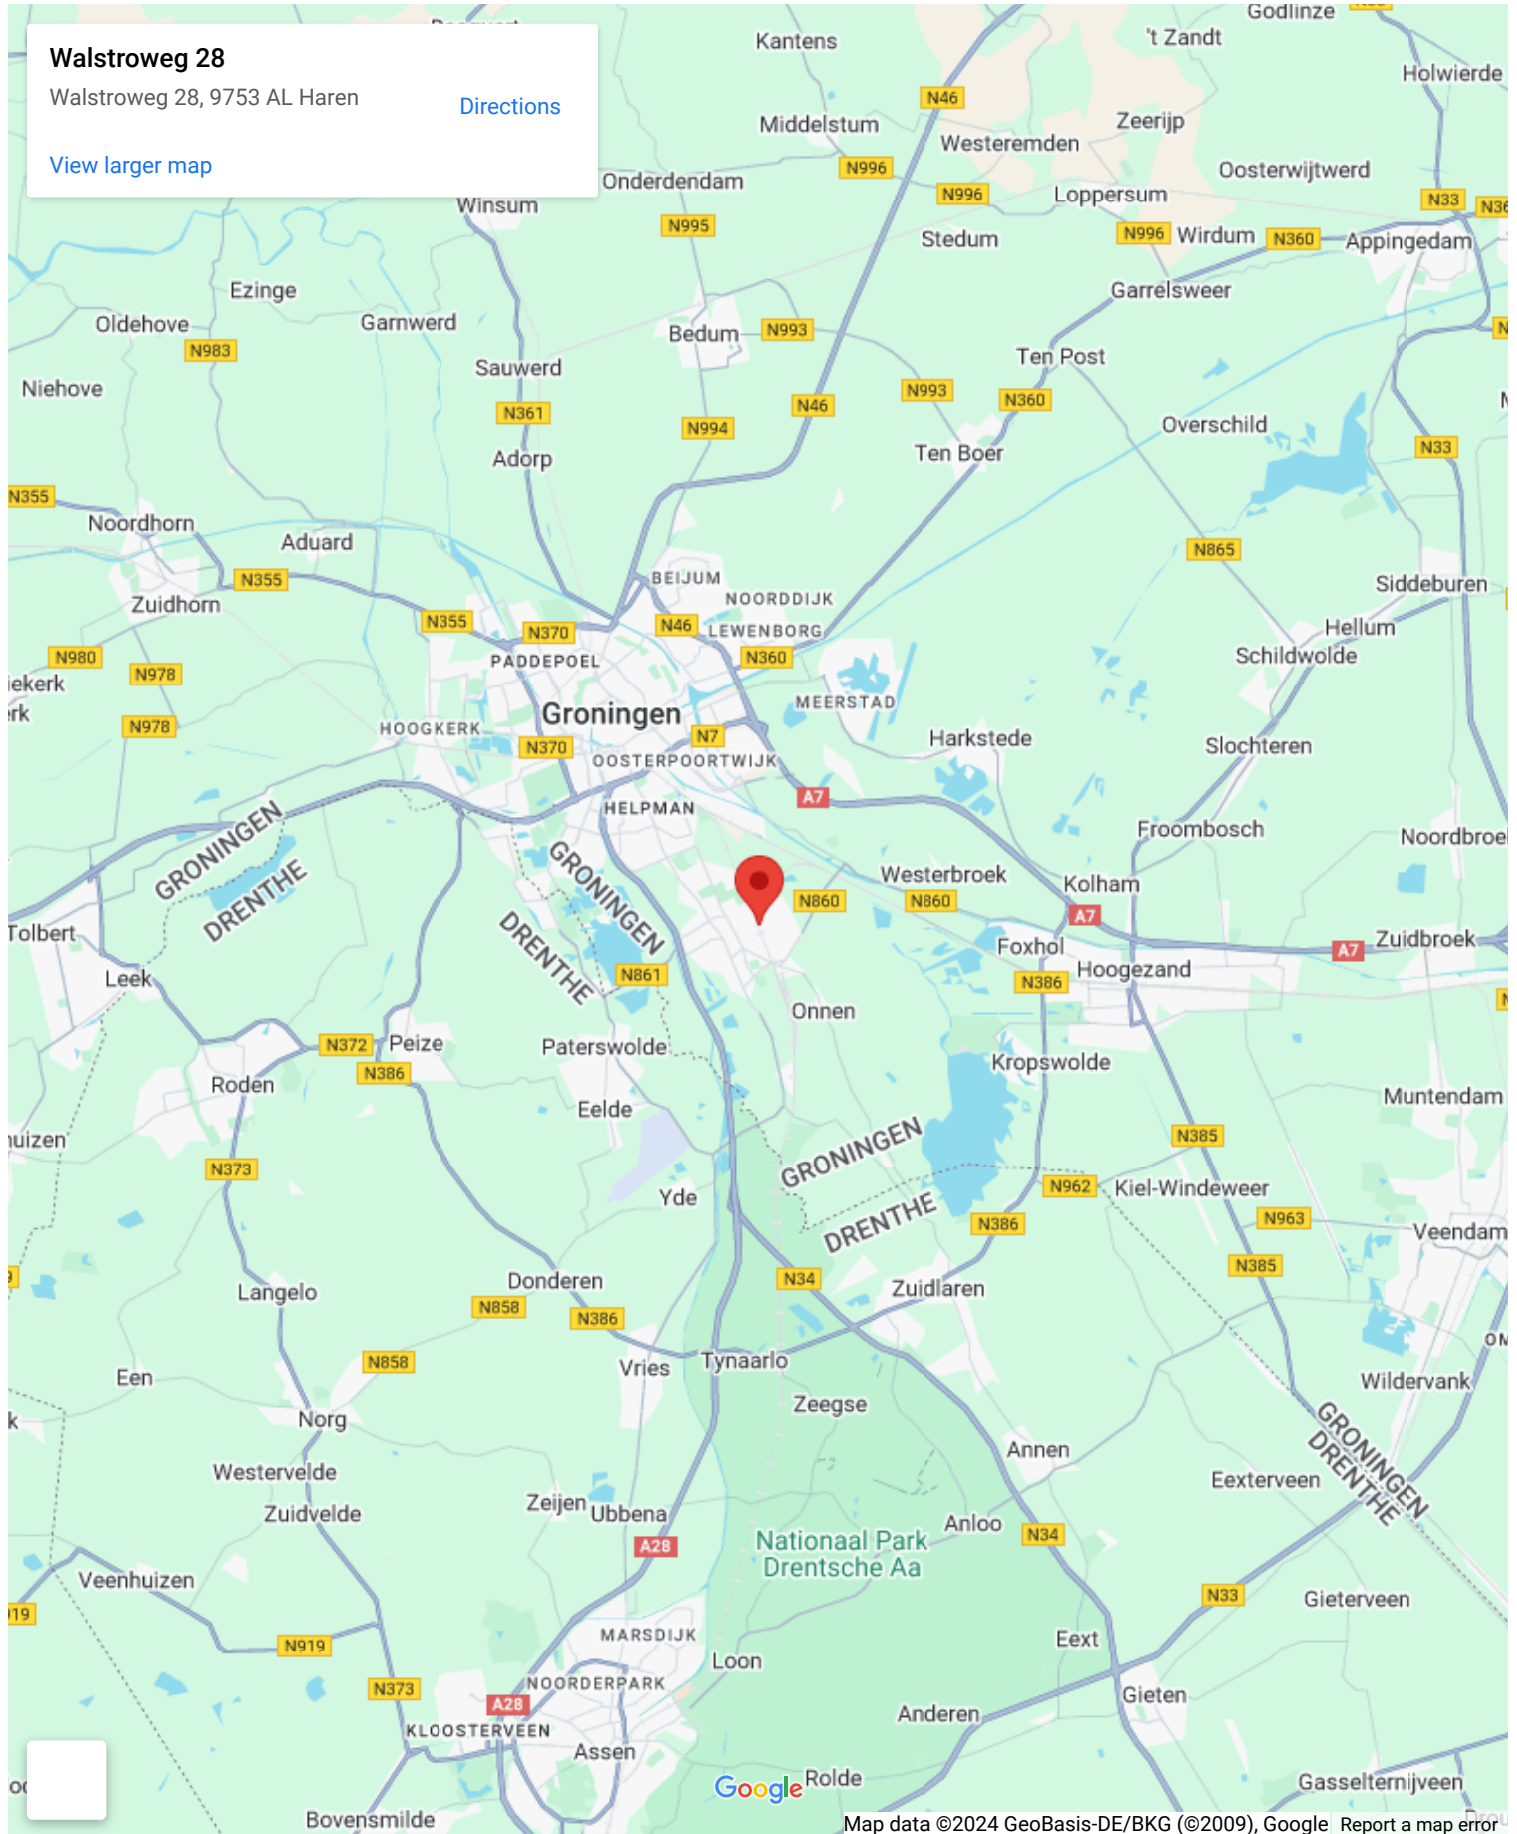 Godlinze
Kantens
't Zandt
Walstroweg 28
Holwierde
Walstroweg 28, 9753 AL Haren
Directions
N46
Middelstum
Zeerijp
Westeremden
View larger map
N996
Oosterwijtwerd
Onderdendam
N996
Loppersum
N33
Winsum
N995
Stedum
N996
Wirdum
N360
Appingedam
Ezinge
Garrelsweer
Oldehove
Garnwerd
Bedum
N993
N983
Ten Post
Sauwerd
Niehove
N993
N360
N361
N46
N994
Overschild
Adorp
Ten Boer
N33
N355
Noordhorn
Aduard
N865
N355
BEIJUM
Siddeburen
Zuidhorn
NOORDDIJK
N355
N370
N46
LEWENBORG
Hellum
N980
PADDEPOEL
N360
Schildwolde
N978
iekerk
MEERSTAD
erk
Groningen
N978
HOOGKERK
N7
Harkstede
N370
Slochteren
OOSTERPOORTWIJK
A7
HELPMAN
Froombosch
Noordbroe
GRONINGEN
DRENTHE
GRONINGEN
DRENTHE
Westerbroek
Kolham
N860
N860
A7
Tolbert
Foxhol
Zuidbroek
A7
Leek
N861
N386
Hoogezand
Onnen
N372
Peize
Paterswolde
Kropswolde
N386
Roden
Eelde
Muntendam
huizen
N385
GRONINGEN
DRENTHE
N373
Yde
N962
Kiel-Windeweer
N386
N963
Veendam
N385
Donderen
N34
Zuidlaren
Langelo
N858
N386
N858
Tynaarlo
Vries
Een
Wildervank
Zeegse
Norg
GRONINGEN
DRENTHE
Annen
Westervelde
Eexterveen
Zeijen
Ubbena
Zuidvelde
Anloo
N34
A28
Nationaal Park
Drentsche Aa
Veenhuizen
N33
Gieterveen
919
MARSDIJK
Eext
N919
Loon
NOORDERPARK
N373
Gieten
A28
Anderen
KLOOSTERVEEN
Assen
Google
Rolde
Gasselternijveen
Bovensmilde
Map data ©2024 GeoBasis-DE/BKG (©2009), Google
Report a map error